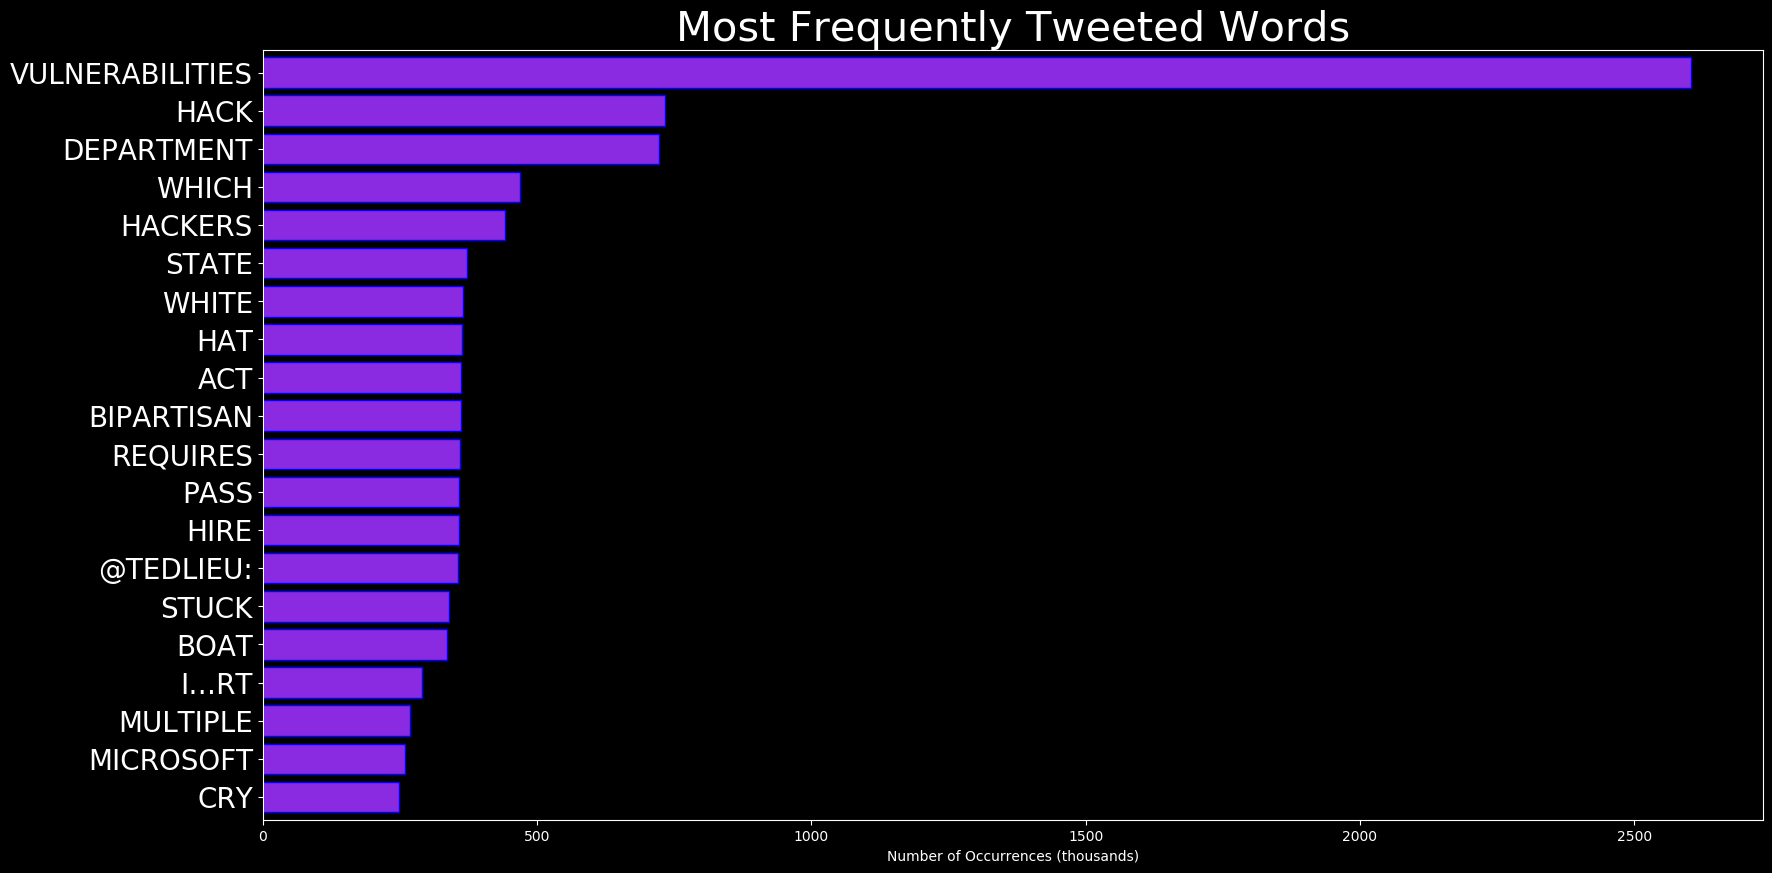 Most Frequently Tweeted Words
VULNERABILITIES
HACK
DEPARTMENT
WHICH
HACKERS
STATE
WHITE
HAT
ACT
BIPARTISAN
REQUIRES
PASS
HIRE
@TEDLIEU:
STUCK
BOAT
I...RT
MULTIPLE
MICROSOFT
CRY
0 500 1000 1500 2000 2500
Number of Occurrences (thousands)